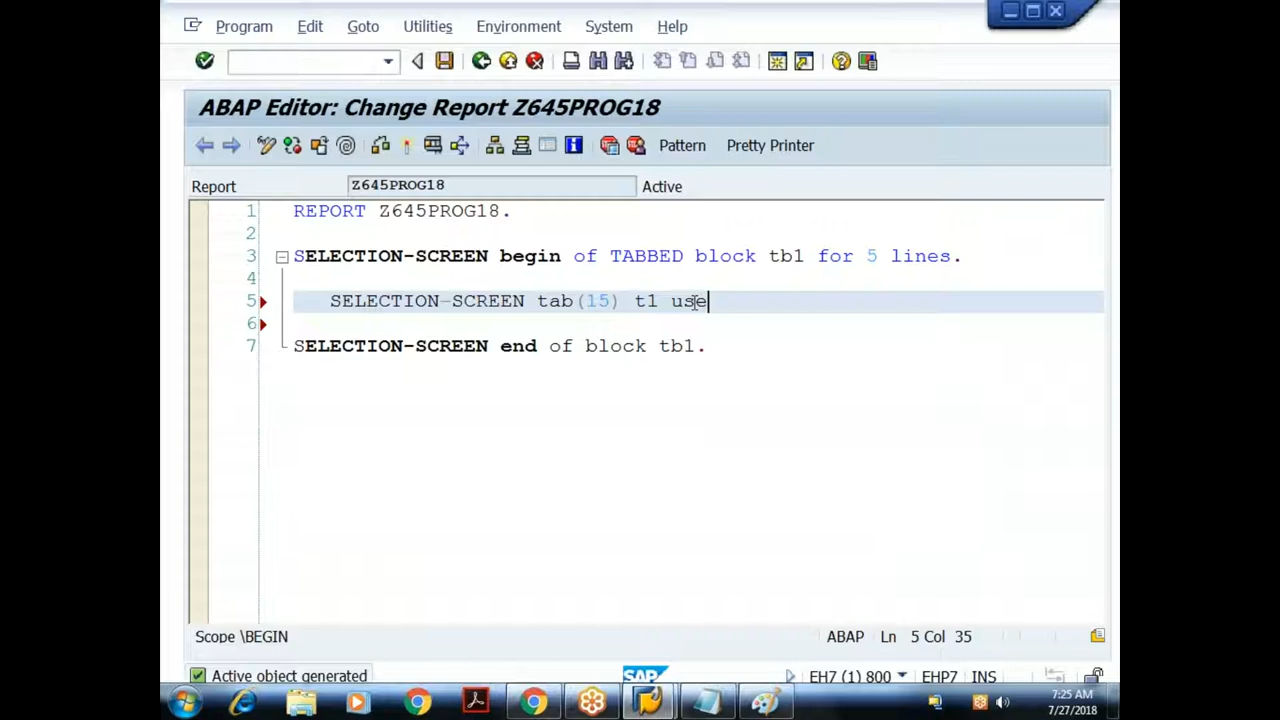 Program Edit Goto Utilities Environment System Help
ABAP Editor: Change Report Z645PROG18
Pattern Pretty Printer
Report Z645PROG18 Active
1 REPORT Z645PROG18.
2
3 SELECTION-SCREEN begin of TABBED block tb1 for 5 lines.
4
5 SELECTION-SCREEN tab(15) t1 use
6
7 SELECTION-SCREEN end of block tb1.
Scope \BEGIN ABAP Ln 5 Col 35
Active object generated SAP EH7 (1) 800 EHP7 INS
7:25 AM
7/27/2018